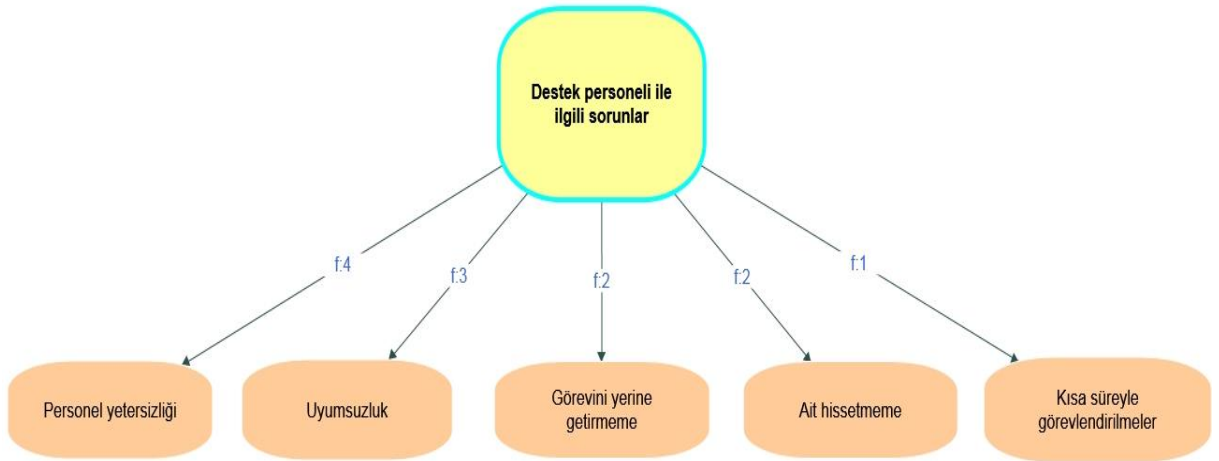 Destek personeli ile
ilgili sorunlar
f:4
f:3
f:2
f:2
f:1
Personel yetersizliği
Uyumsuzluk
Görevini yerine
getirmeme
Ait hissetmeme
Kısa süreyle
görevlendirilmeler